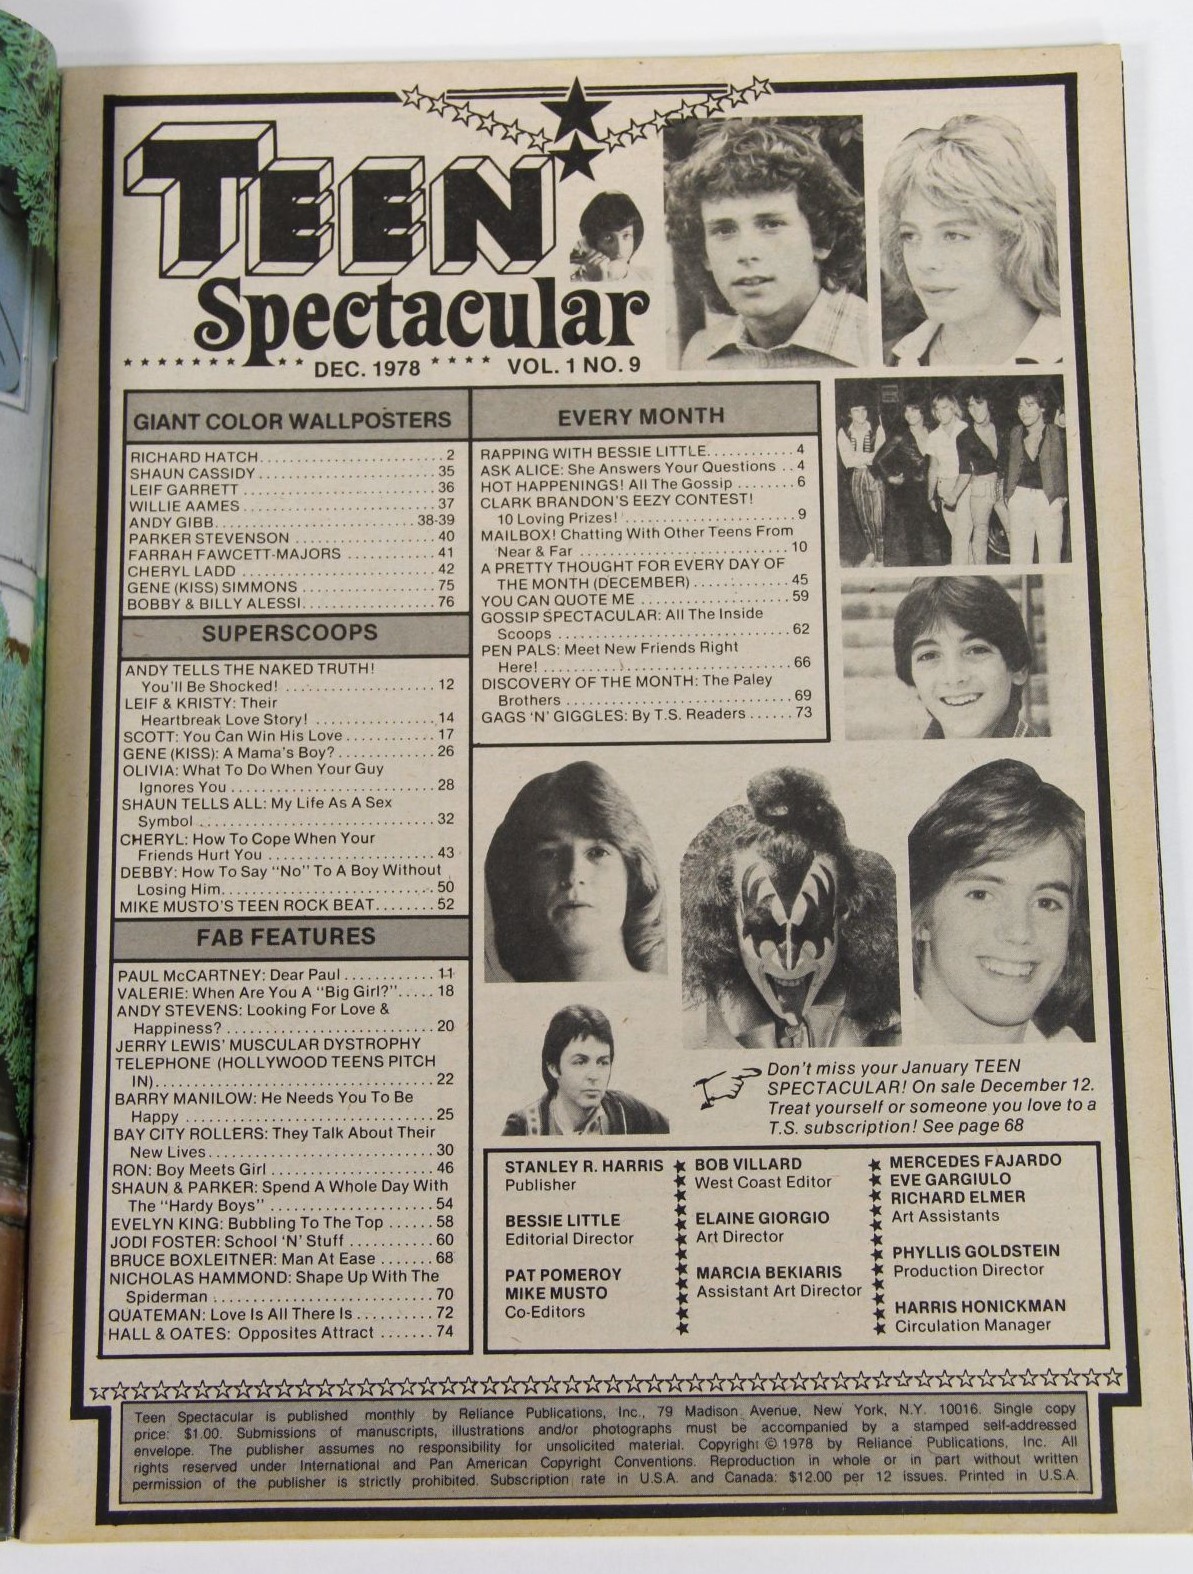 TEEN
Spectacular
DEC. 1978 VOL. 1 NO. 9
GIANT COLOR WALLPOSTERS
RICHARD HATCH 2
SHAUN CASSIDY 35
LEIF GARRETT 36
WILLIE AAMES 37
ANDY GIBB 38-39
PARKER STEVENSON 40
FARRAH FAWCETT-MAJORS 41
CHERYL LADD 42
GENE (KISS) SIMMONS 75
BOBBY & BILLY ALESSI 76
SUPERSCOOPS
ANDY TELLS THE NAKED TRUTH!
You'll Be Shocked! 12
LEIF & KRISTY: Their
Heartbreak Love Story! 14
SCOTT: You Can Win His Love 17
GENE (KISS): A Mama's Boy? 26
OLIVIA: What To Do When Your Guy
Ignores You 28
SHAUN TELLS ALL: My Life As A Sex
Symbol 32
CHERYL: How To Cope When Your
Friends Hurt You 43
DEBBY: How To Say "No" To A Boy Without
Losing Him 50
MIKE MUSTO'S TEEN ROCK BEAT 52
FAB FEATURES
PAUL McCARTNEY: Dear Paul 11
VALERIE: When Are You A "Big Girl?" 18
ANDY STEVENS: Looking For Love &
Happiness? 20
JERRY LEWIS' MUSCULAR DYSTROPHY
TELEPHONE (HOLLYWOOD TEENS PITCH
IN) 22
BARRY MANILOW: He Needs You To Be
Happy 25
BAY CITY ROLLERS: They Talk About Their
New Lives 30
RON: Boy Meets Girl 46
SHAUN & PARKER: Spend A Whole Day With
The "Hardy Boys" 54
EVELYN KING: Bubbling To The Top 58
JODI FOSTER: School 'N' Stuff 60
BRUCE BOXLEITNER: Man At Ease 68
NICHOLAS HAMMOND: Shape Up With The
Spiderman 70
QUATEMAN: Love Is All There Is 72
HALL & OATES: Opposites Attract 74
EVERY MONTH
RAPPING WITH BESSIE LITTLE 4
ASK ALICE: She Answers Your Questions 4
HOT HAPPENINGS! All The Gossip 6
CLARK BRANDON'S EEZY CONTEST!
10 Loving Prizes! 9
MAILBOX! Chatting With Other Teens From
Near & Far 10
A PRETTY THOUGHT FOR EVERY DAY OF
THE MONTH (DECEMBER) 45
YOU CAN QUOTE ME 59
GOSSIP SPECTACULAR: All The Inside
Scoops 62
PEN PALS: Meet New Friends Right
Here! 66
DISCOVERY OF THE MONTH: The Paley
Brothers 69
GAGS 'N' GIGGLES: By T.S. Readers 73
Don't miss your January TEEN
SPECTACULAR! On sale December 12.
Treat yourself or someone you love to a
T.S. subscription! See page 68
STANLEY R. HARRIS
Publisher
BESSIE LITTLE
Editorial Director
PAT POMEROY
MIKE MUSTO
Co-Editors
BOB VILLARD
West Coast Editor
ELAINE GIORGIO
Art Director
MARCIA BEKIARIS
Assistant Art Director
MERCEDES FAJARDO
EVE GARGIULO
RICHARD ELMER
Art Assistants
PHYLLIS GOLDSTEIN
Production Director
HARRIS HONICKMAN
Circulation Manager
Teen Spectacular is published monthly by Reliance Publications, Inc., 79 Madison Avenue, New York, N.Y. 10016. Single copy
price: $1.00. Submissions of manuscripts, illustrations and/or photographs must be accompanied by a stamped self-addressed
envelope. The publisher assumes no responsibility for unsolicited material. Copyright © 1978 by Reliance Publications, Inc. All
rights reserved under International and Pan American Copyright Conventions. Reproduction in whole or in part without written
permission of the publisher is strictly prohibited. Subscription rate in U.S.A. and Canada: $12.00 per 12 issues. Printed in U.S.A.